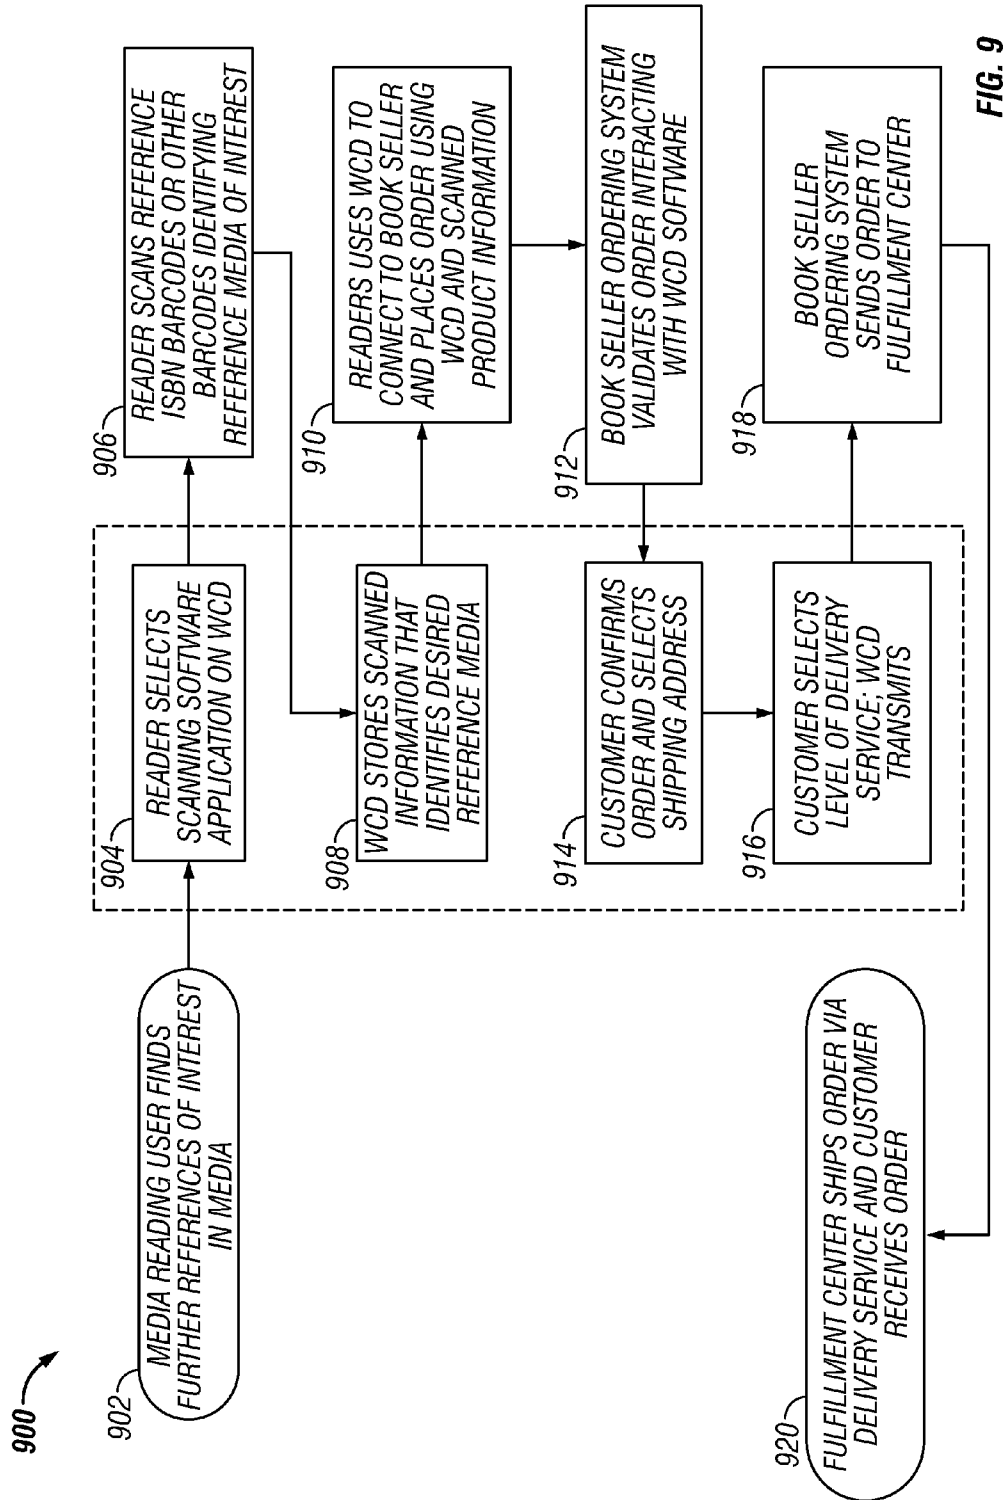 900
902
MEDIA READING USER FINDS
FURTHER REFERENCES OF INTEREST
IN MEDIA
904
READER SELECTS
SCANNING SOFTWARE
APPLICATION ON WCD
906
READER SCANS REFERENCE
ISBN BARCODES OR OTHER
BARCODES IDENTIFYING
REFERENCE MEDIA OF INTEREST
908
WCD STORES SCANNED
INFORMATION THAT
IDENTIFIES DESIRED
REFERENCE MEDIA
910
READERS USES WCD TO
CONNECT TO BOOK SELLER
AND PLACES ORDER USING
WCD AND SCANNED
PRODUCT INFORMATION
912
BOOK SELLER ORDERING SYSTEM
VALIDATES ORDER INTERACTING
WITH WCD SOFTWARE
914
CUSTOMER CONFIRMS
ORDER AND SELECTS
SHIPPING ADDRESS
916
CUSTOMER SELECTS
LEVEL OF DELIVERY
SERVICE; WCD
TRANSMITS
918
BOOK SELLER
ORDERING SYSTEM
SENDS ORDER TO
FULFILLMENT CENTER
920
FULFILLMENT CENTER SHIPS ORDER VIA
DELIVERY SERVICE AND CUSTOMER
RECEIVES ORDER
FIG. 9